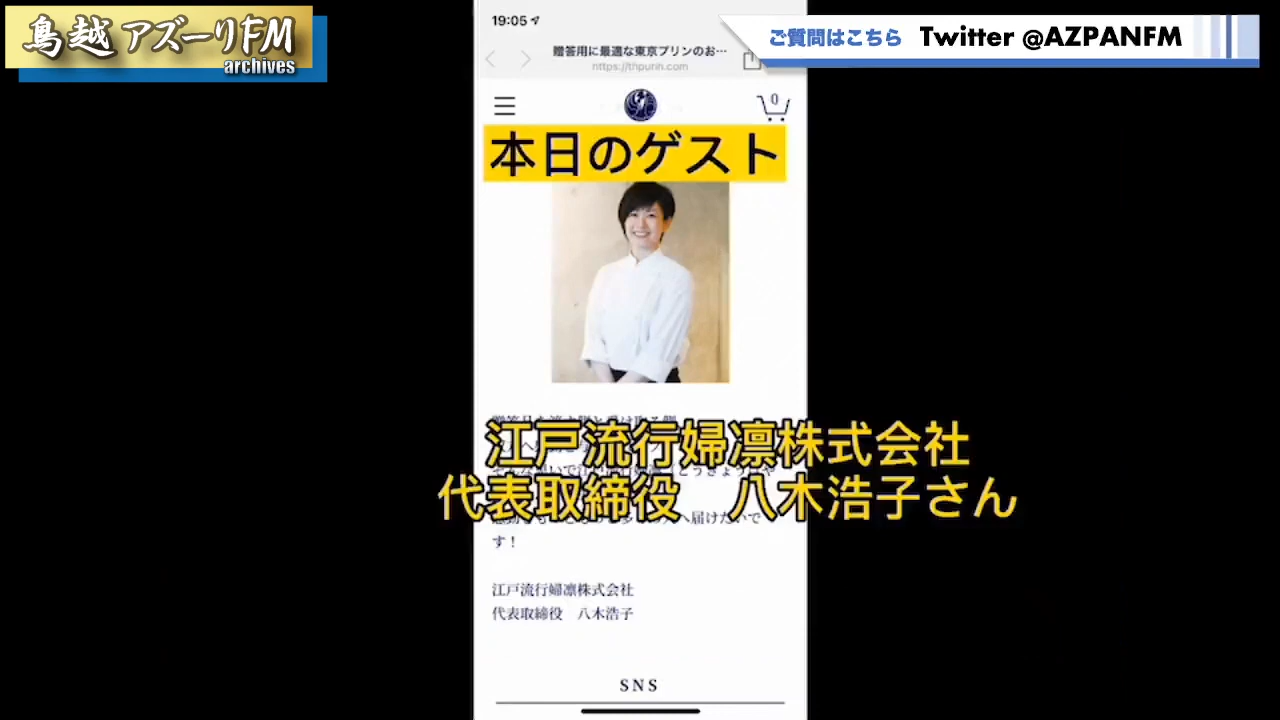 鳥越 アズーリFM
archives
ご質問はこちら Twitter @AZPANFM
19:05
贈答用に最適な東京プリンのお…
https://thpurin.com
0
本日のゲスト
江戸流行婦凛株式会社
代表取締役 八木浩子さん
す！
江戸流行婦凛株式会社
代表取締役 八木浩子
SNS